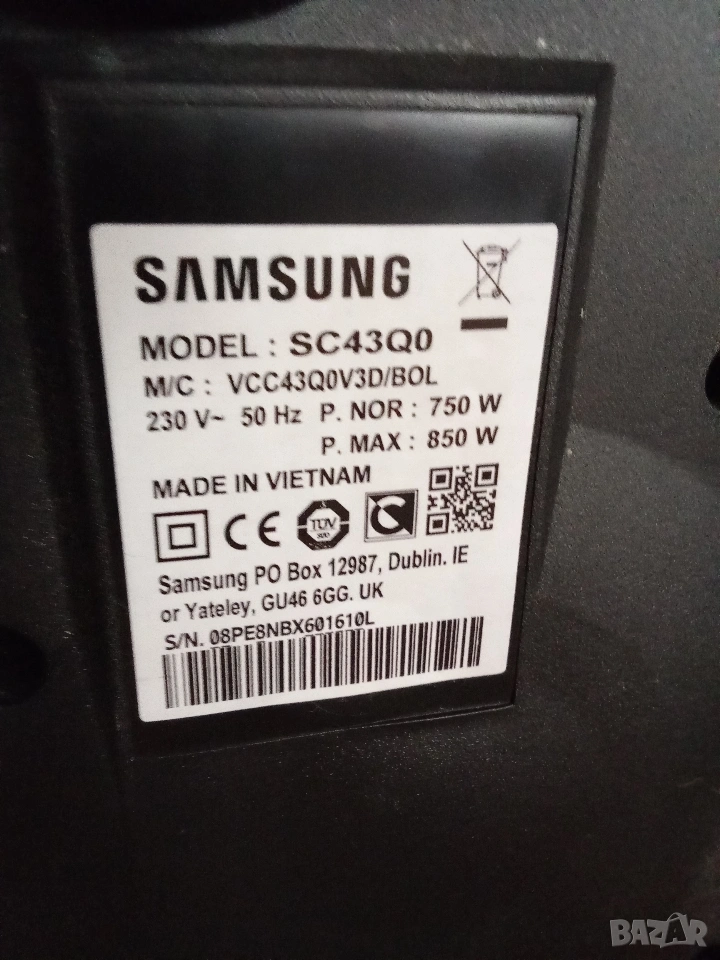 SAMSUNG
MODEL : SC43Q0
M/C : VCC43Q0V3D/BOL
230 V~ 50 Hz P. NOR : 750 W
P. MAX : 850 W
MADE IN VIETNAM
CE TÜV
Samsung PO Box 12987, Dublin. IE
or Yateley, GU46 6GG. UK
S/N. 08PE8NBX601610L
BAZAR